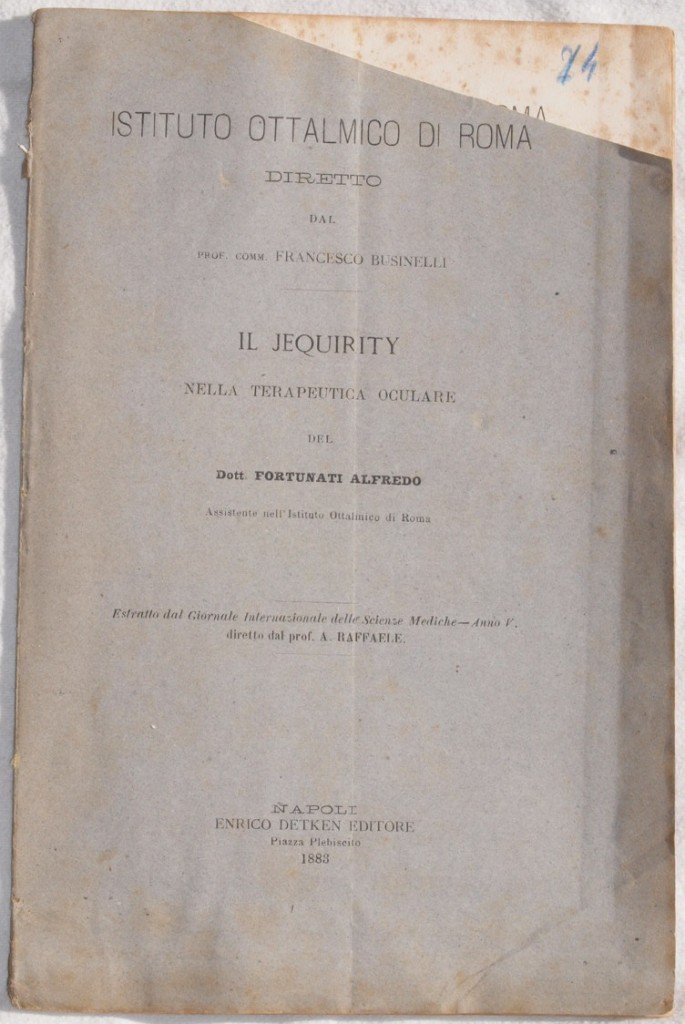 74
ROMA
ISTITUTO OTTALMICO DI ROMA
DIRETTO
DAL
PROF. COMM. FRANCESCO BUSINELLI
IL JEQUIRITY
NELLA TERAPEUTICA OCULARE
DEL
Dott. FORTUNATI ALFREDO
Assistente nell'Istituto Ottalmico di Roma
Estratto dal Giornale Internazionale delle Scienze Mediche—Anno V.
diretto dal prof. A. RAFFAELE.
NAPOLI
ENRICO DETKEN EDITORE
Piazza Plebiscito
1883